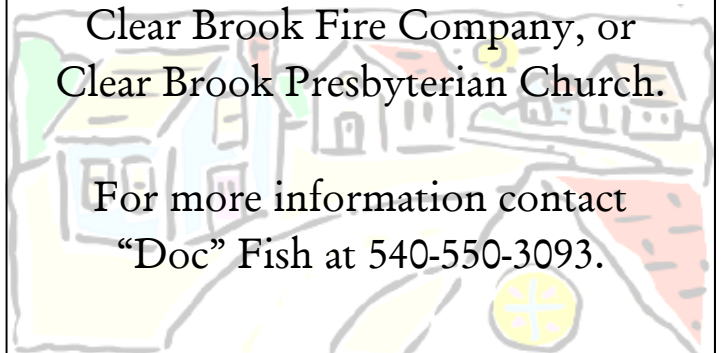 Clear Brook Fire Company, or
Clear Brook Presbyterian Church.
For more information contact
“Doc” Fish at 540-550-3093.